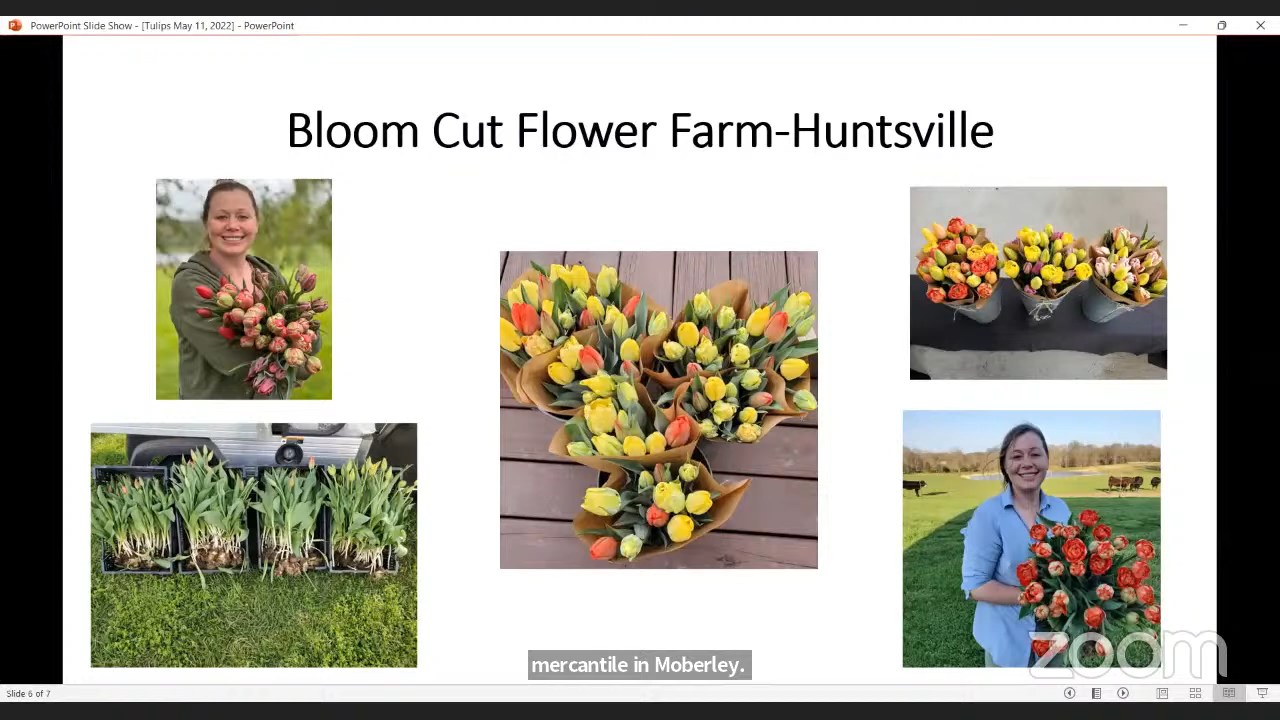 PowerPoint Slide Show - [Tulips May 11, 2022] - PowerPoint
Bloom Cut Flower Farm-Huntsville
mercantile in Moberley.
zoom
Slide 6 of 7